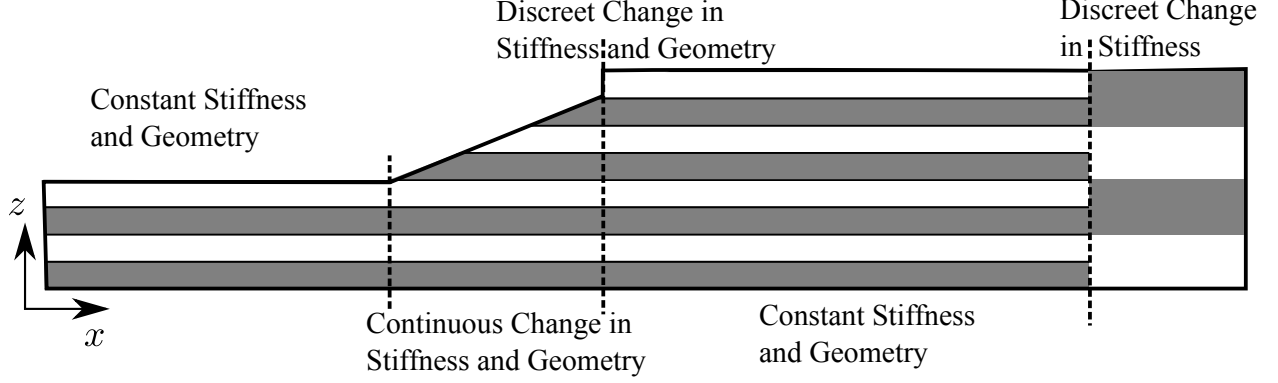 Discreet Change in
Stiffness and Geometry
Discreet Change
in Stiffness
Constant Stiffness
and Geometry
z
x
Continuous Change in
Stiffness and Geometry
Constant Stiffness
and Geometry